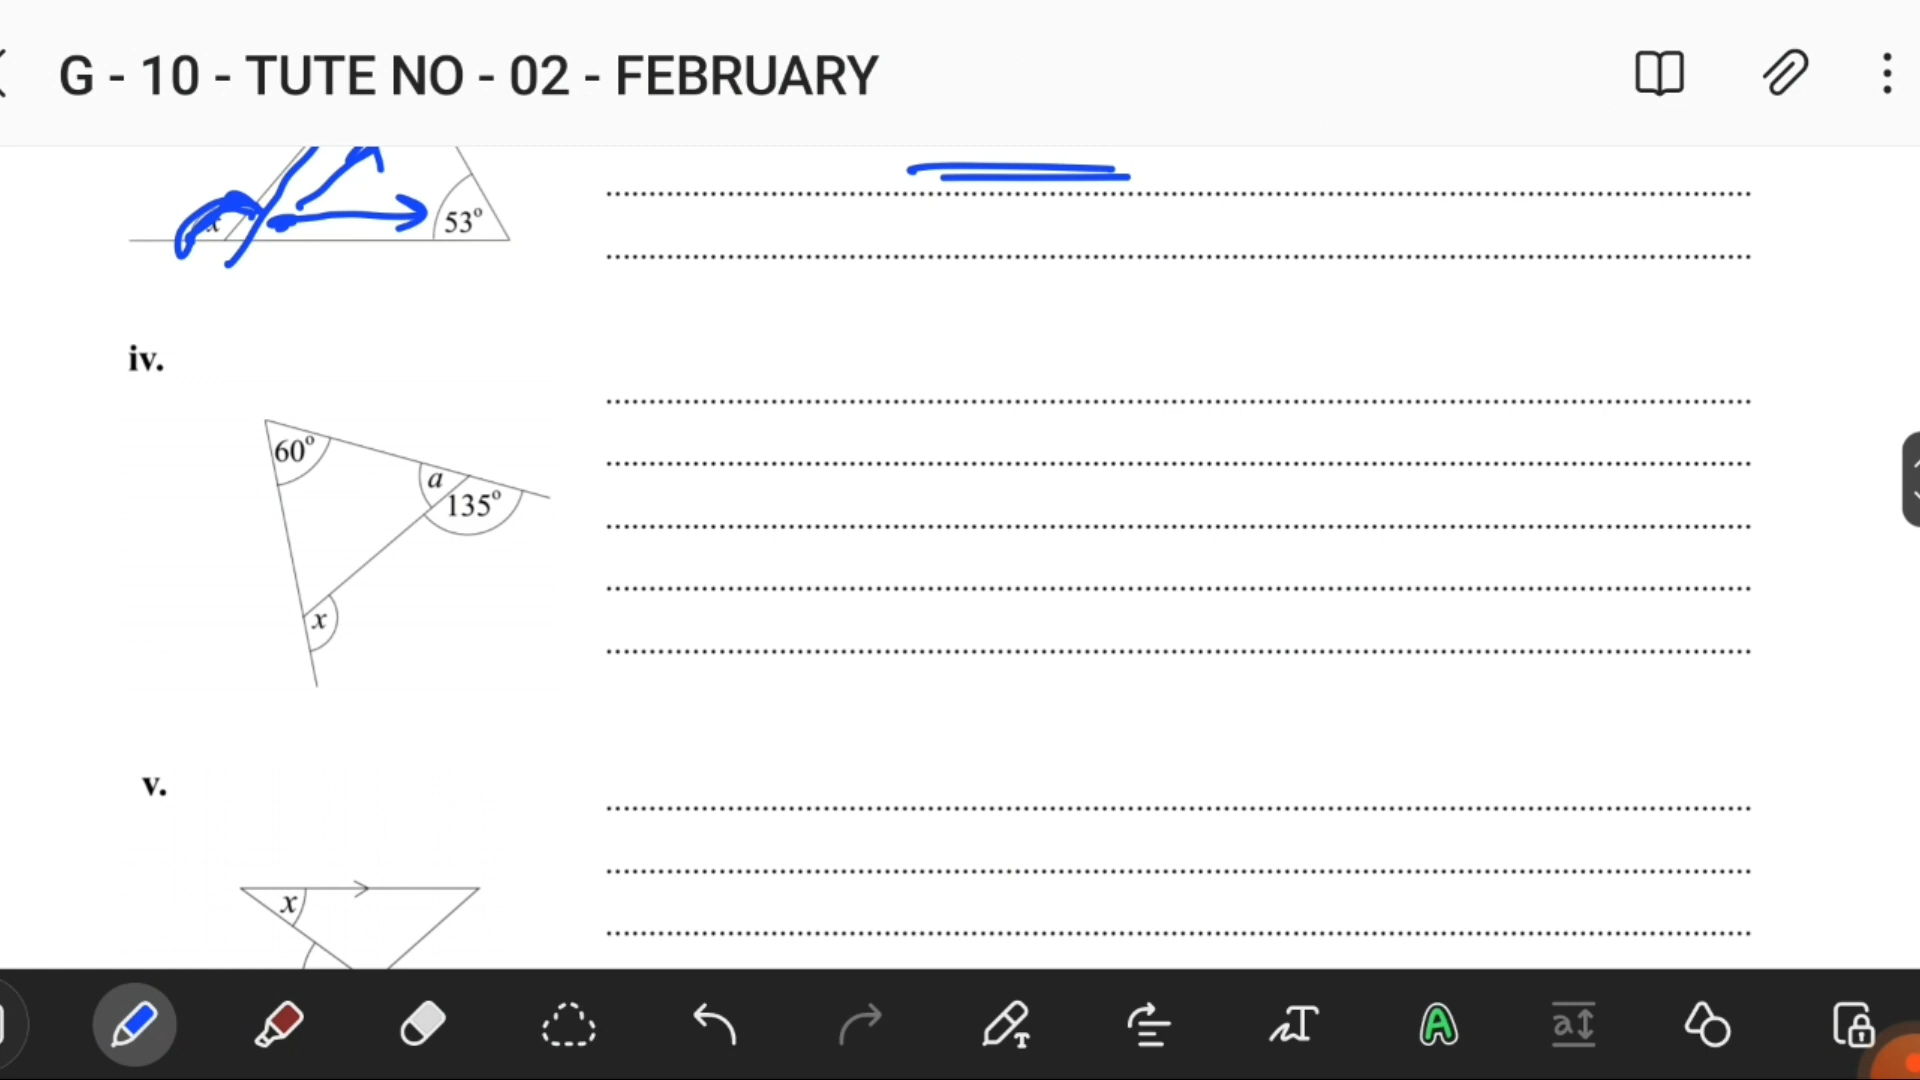 G - 10 - TUTE NO - 02 - FEBRUARY
x
53°
iv.
60°
a
135°
x
v.
x